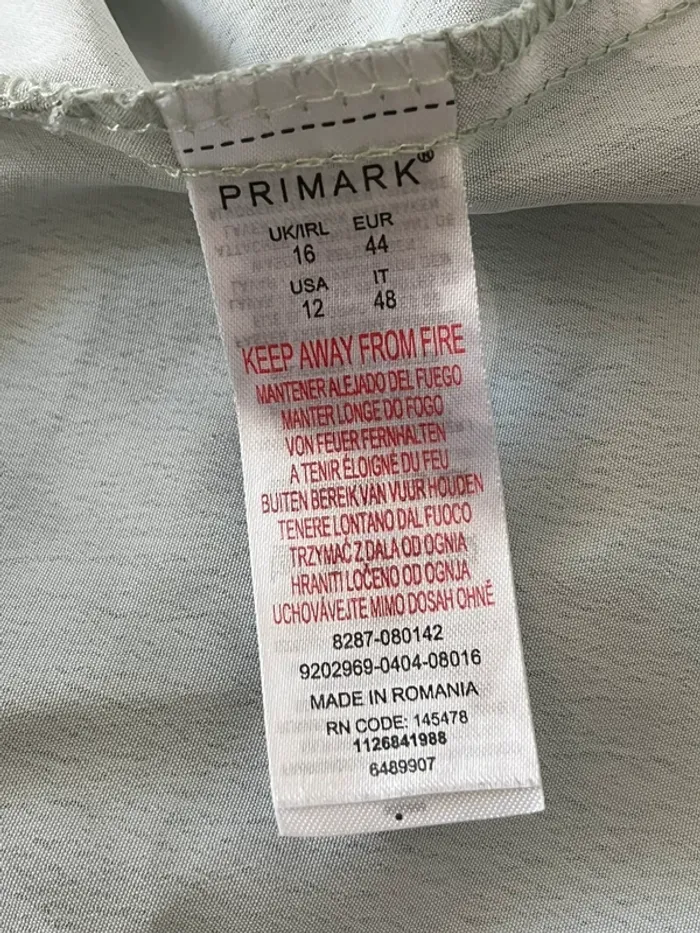 PRIMARK®
UK/IRL EUR
16 44
USA IT
12 48
KEEP AWAY FROM FIRE
MANTENER ALEJADO DEL FUEGO
MANTER LONGE DO FOGO
VON FEUER FERNHALTEN
A TENIR ÉLOIGNÉ DU FEU
BUITEN BEREIK VAN VUUR HOUDEN
TENERE LONTANO DAL FUOCO
TRZYMAĆ Z DALA OD OGNIA
HRANITI LOČENO OD OGNJA
UCHOVÁVEJTE MIMO DOSAH OHNĚ
8287-080142
9202969-0404-08016
MADE IN ROMANIA
RN CODE: 145478
1126841988
6489907